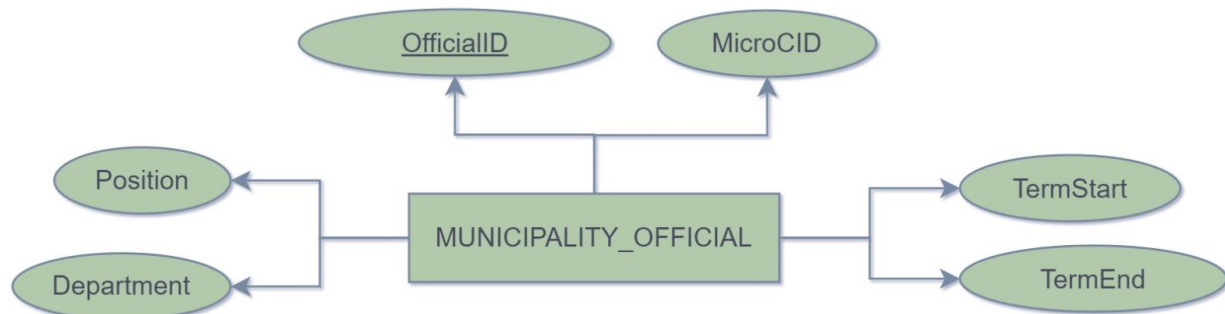 OfficialID
MicroCID
Position
TermStart
MUNICIPALITY_OFFICIAL
Department
TermEnd